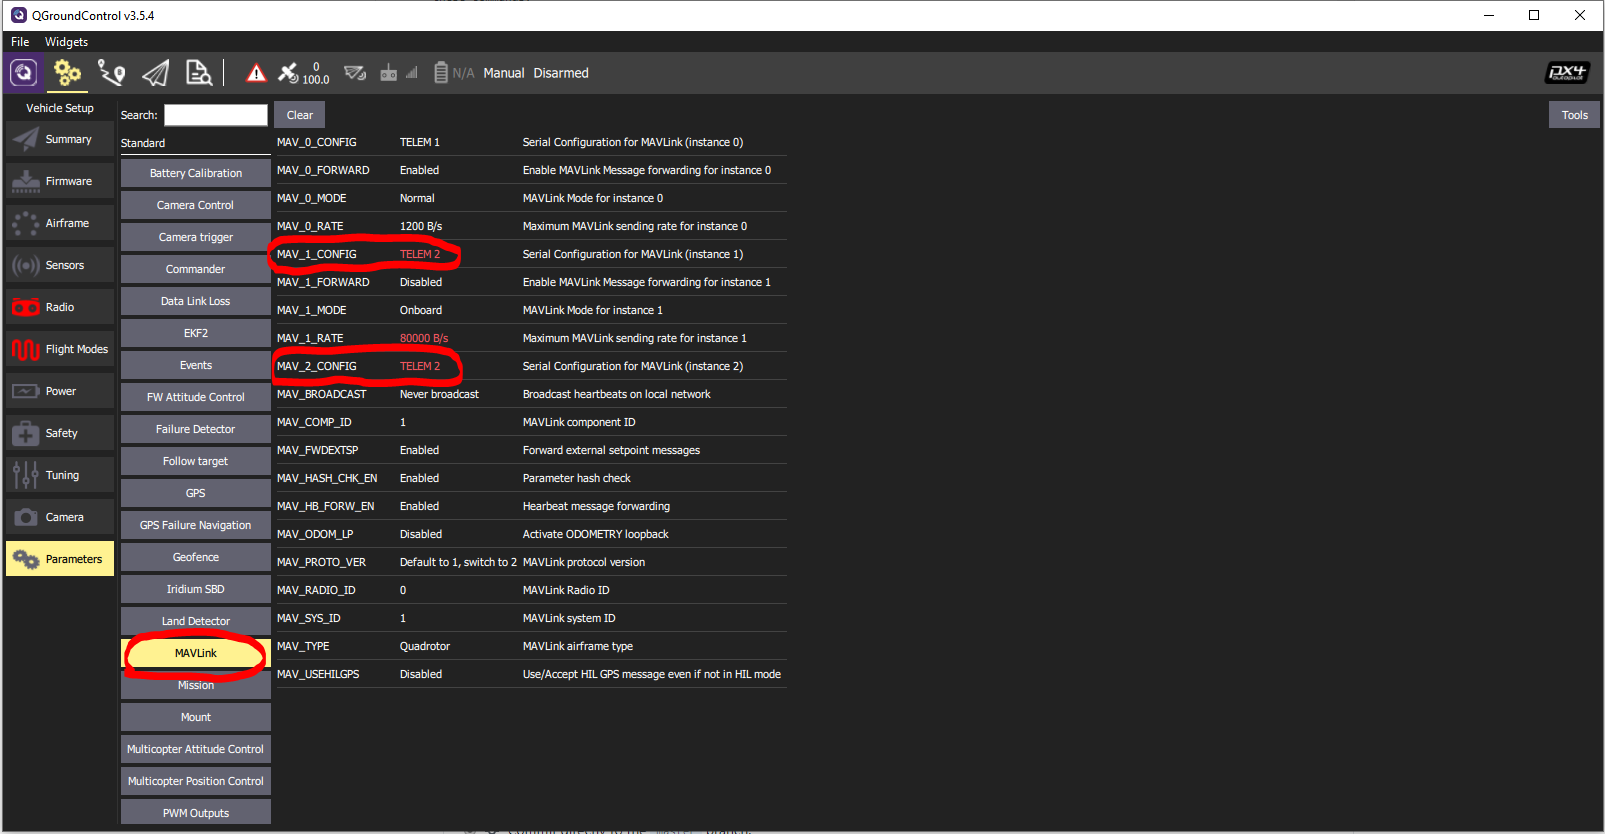 QGroundControl v3.5.4
File Widgets
0
100.0
N/A Manual Disarmed
px4
autopilot
Vehicle Setup
Summary
Firmware
Airframe
Sensors
Radio
Flight Modes
Power
Safety
Tuning
Camera
Parameters
Search:
Clear
Tools
Standard
Battery Calibration
Camera Control
Camera trigger
Commander
Data Link Loss
EKF2
Events
FW Attitude Control
Failure Detector
Follow target
GPS
GPS Failure Navigation
Geofence
Iridium SBD
Land Detector
MAVLink
Mission
Mount
Multicopter Attitude Control
Multicopter Position Control
PWM Outputs
MAV_0_CONFIG TELEM 1 Serial Configuration for MAVLink (instance 0)
MAV_0_FORWARD Enabled Enable MAVLink Message forwarding for instance 0
MAV_0_MODE Normal MAVLink Mode for instance 0
MAV_0_RATE 1200 B/s Maximum MAVLink sending rate for instance 0
MAV_1_CONFIG TELEM 2 Serial Configuration for MAVLink (instance 1)
MAV_1_FORWARD Disabled Enable MAVLink Message forwarding for instance 1
MAV_1_MODE Onboard MAVLink Mode for instance 1
MAV_1_RATE 80000 B/s Maximum MAVLink sending rate for instance 1
MAV_2_CONFIG TELEM 2 Serial Configuration for MAVLink (instance 2)
MAV_BROADCAST Never broadcast Broadcast heartbeats on local network
MAV_COMP_ID 1 MAVLink component ID
MAV_FWDEXTSP Enabled Forward external setpoint messages
MAV_HASH_CHK_EN Enabled Parameter hash check
MAV_HB_FORW_EN Enabled Hearbeat message forwarding
MAV_ODOM_LP Disabled Activate ODOMETRY loopback
MAV_PROTO_VER Default to 1, switch to 2 MAVLink protocol version
MAV_RADIO_ID 0 MAVLink Radio ID
MAV_SYS_ID 1 MAVLink system ID
MAV_TYPE Quadrotor MAVLink airframe type
MAV_USEHILGPS Disabled Use/Accept HIL GPS message even if not in HIL mode